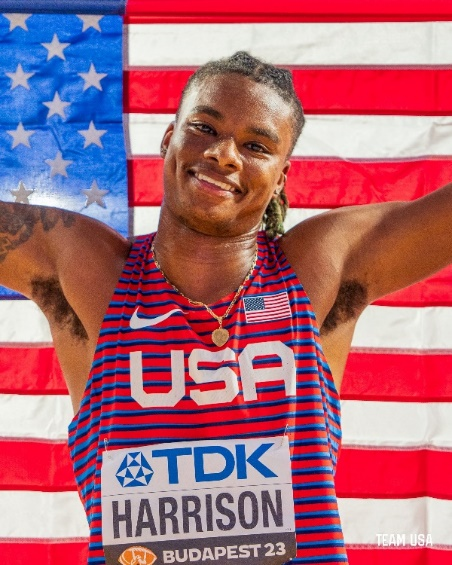 USA
TDK
HARRISON
BUDAPEST 23
TEAM USA